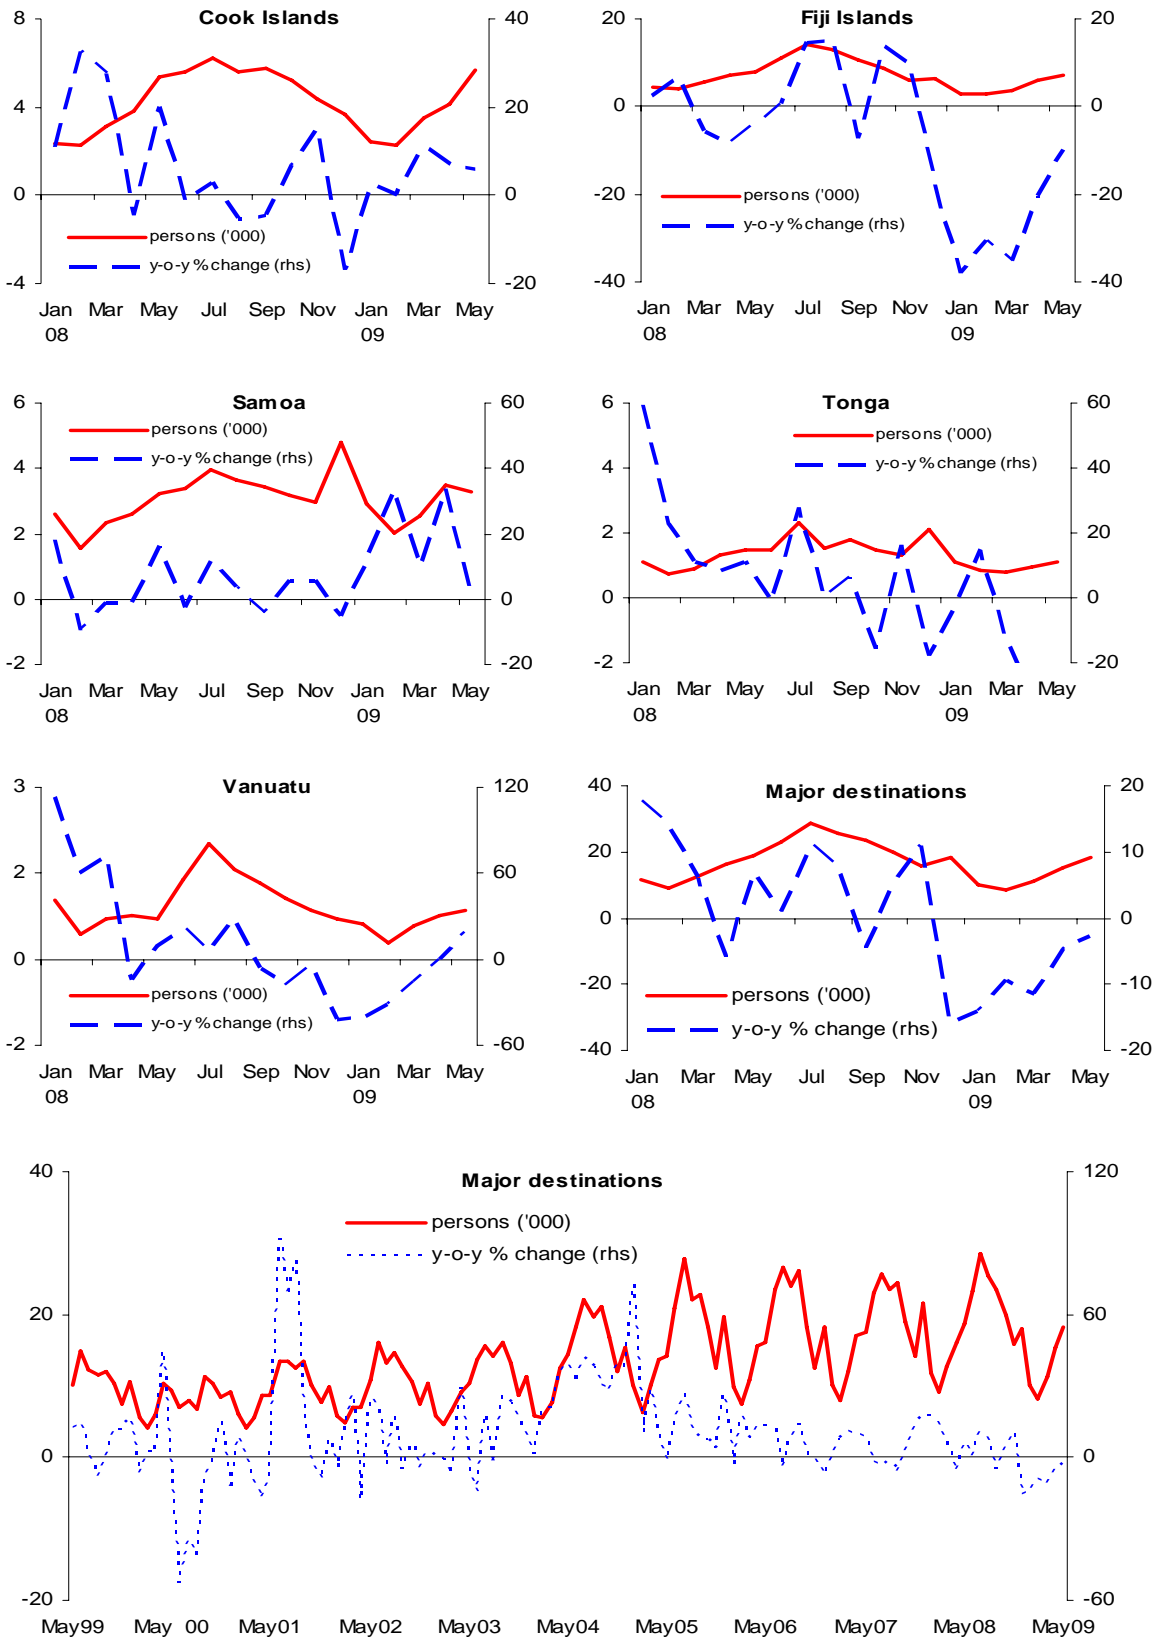 Cook Islands
8
40
4
20
0
0
-4
-20
persons ('000)
y-o-y % change (rhs)
Jan Mar May Jul Sep Nov Jan Mar May
08 09
Fiji Islands
20
20
0
0
-20
-20
-40
-40
persons ('000)
y-o-y % change (rhs)
Jan Mar May Jul Sep Nov Jan Mar May
08 09
Samoa
6
60
4
40
2
20
0
0
-2
-20
persons ('000)
y-o-y % change (rhs)
Jan Mar May Jul Sep Nov Jan Mar May
08 09
Tonga
6
60
4
40
2
20
0
0
-2
-20
persons ('000)
y-o-y % change (rhs)
Jan Mar May Jul Sep Nov Jan Mar May
08 09
Vanuatu
3
120
2
60
0
0
-2
-60
persons ('000)
y-o-y % change (rhs)
Jan Mar May Jul Sep Nov Jan Mar May
08 09
Major destinations
40
20
20
10
0
0
-20
-10
-40
-20
persons ('000)
y-o-y % change (rhs)
Jan Mar May Jul Sep Nov Jan Mar May
08 09
Major destinations
40
120
20
60
0
0
-20
-60
persons ('000)
y-o-y % change (rhs)
May99 May 00 May01 May02 May03 May04 May05 May06 May07 May08 May09